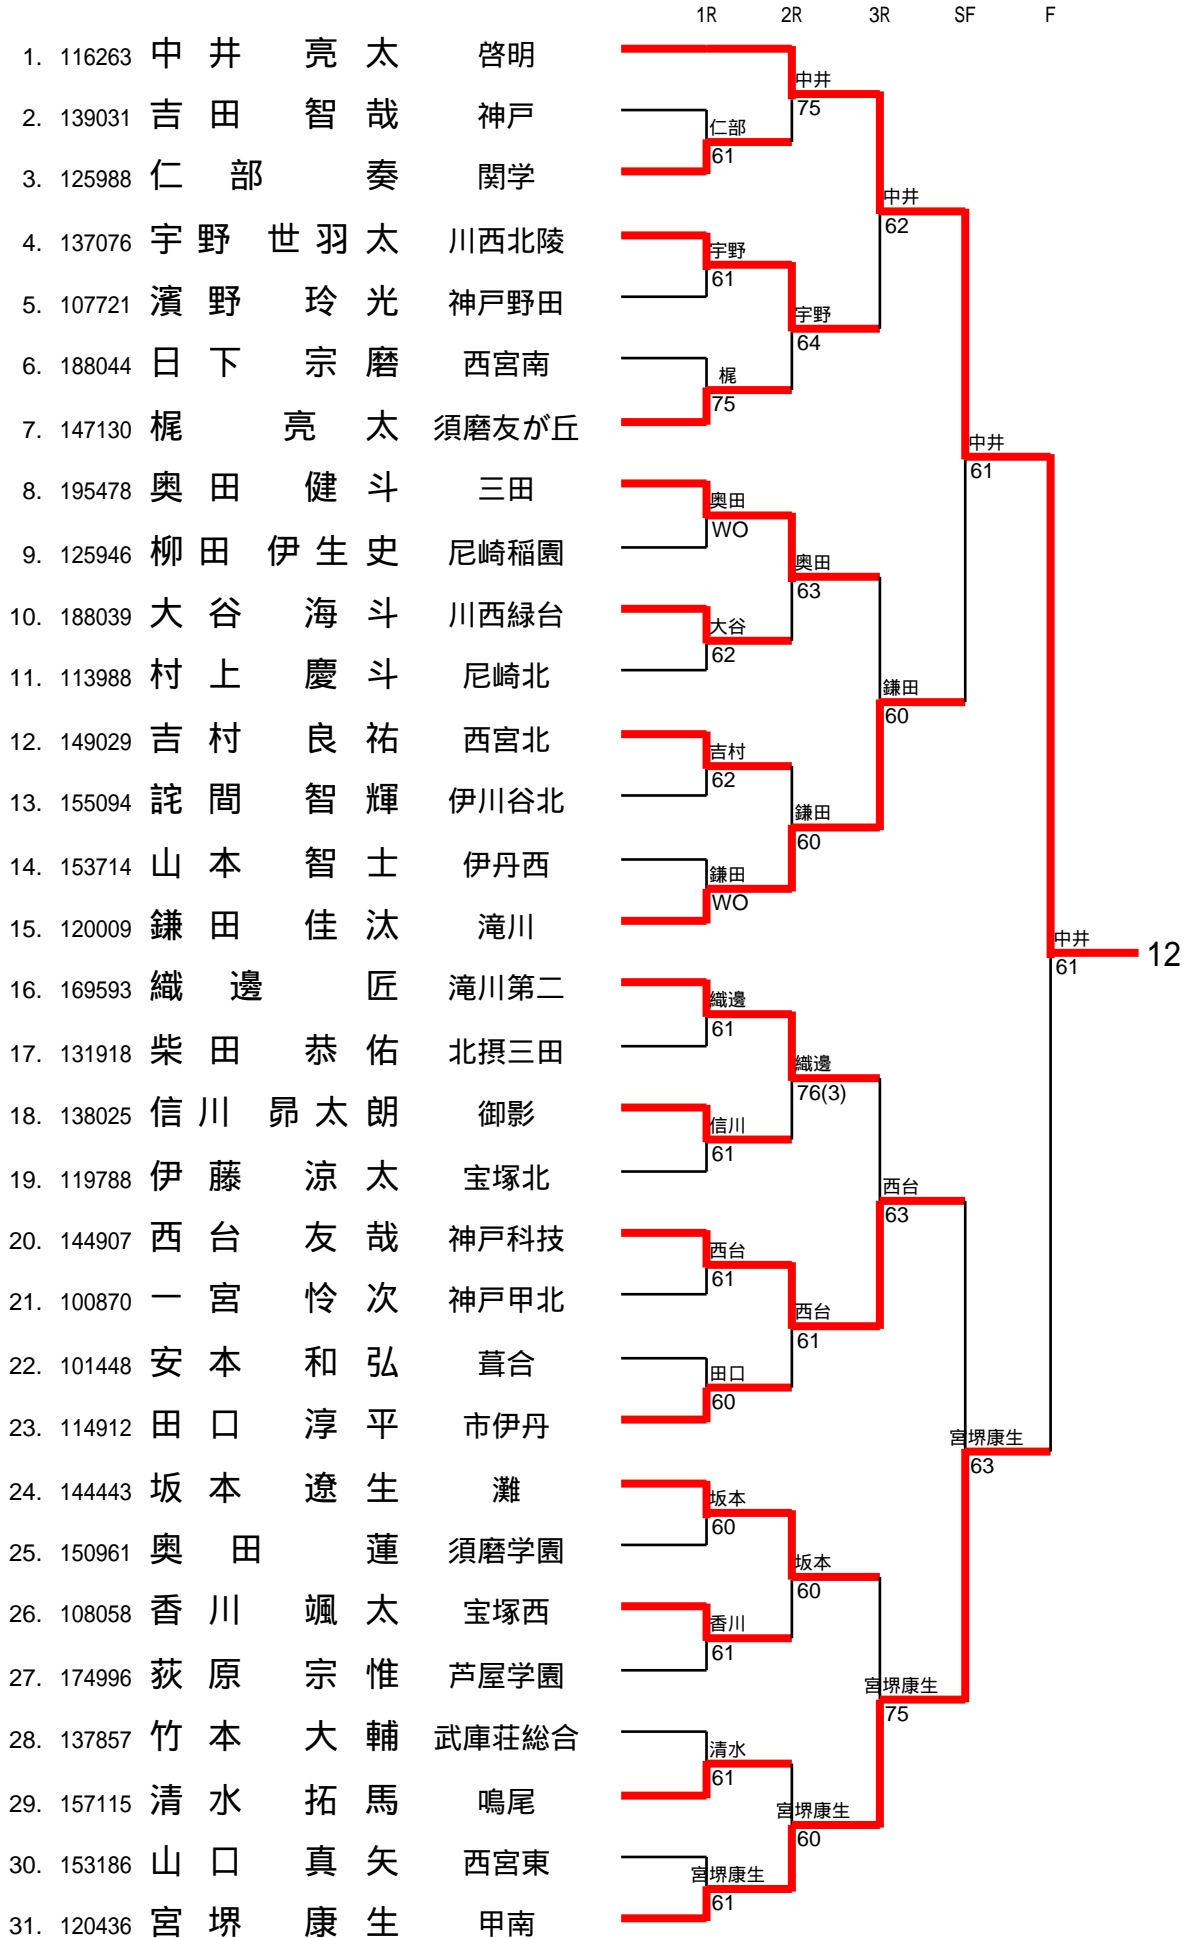 1R 2R 3R SF F
1. 116263 中井 亮太 啓明
2. 139031 吉田 智哉 神戸
3. 125988 仁部 奏 関学
4. 137076 宇野 世羽太 川西北陵
5. 107721 濱野 玲光 神戸野田
6. 188044 日下 宗磨 西宮南
7. 147130 梶 亮太 須磨友が丘
8. 195478 奥田 健斗 三田
9. 125946 柳田 伊生史 尼崎稲園
10. 188039 大谷 海斗 川西緑台
11. 113988 村上 慶斗 尼崎北
12. 149029 吉村 良祐 西宮北
13. 155094 詫間 智輝 伊川谷北
14. 153714 山本 智士 伊丹西
15. 120009 鎌田 佳汰 滝川
16. 169593 織邊 匠 滝川第二
17. 131918 柴田 恭佑 北摂三田
18. 138025 信川 昴太朗 御影
19. 119788 伊藤 涼太 宝塚北
20. 144907 西台 友哉 神戸科技
21. 100870 一宮 怜次 神戸甲北
22. 101448 安本 和弘 葺合
23. 114912 田口 淳平 市伊丹
24. 144443 坂本 遼生 灘
25. 150961 奥田 蓮 須磨学園
26. 108058 香川 颯太 宝塚西
27. 174996 荻原 宗惟 芦屋学園
28. 137857 竹本 大輔 武庫荘総合
29. 157115 清水 拓馬 鳴尾
30. 153186 山口 真矢 西宮東
31. 120436 宮堺 康生 甲南
仁部
61
宇野
61
梶
75
奥田
WO
大谷
62
吉村
62
鎌田
WO
織邊
61
信川
61
西台
61
田口
60
坂本
60
香川
61
清水
61
宮堺康生
61
中井
75
宇野
64
奥田
63
鎌田
60
織邊
76(3)
西台
61
坂本
60
宮堺康生
60
中井
62
鎌田
60
西台
63
宮堺康生
75
中井
61
宮堺康生
63
中井
61
12